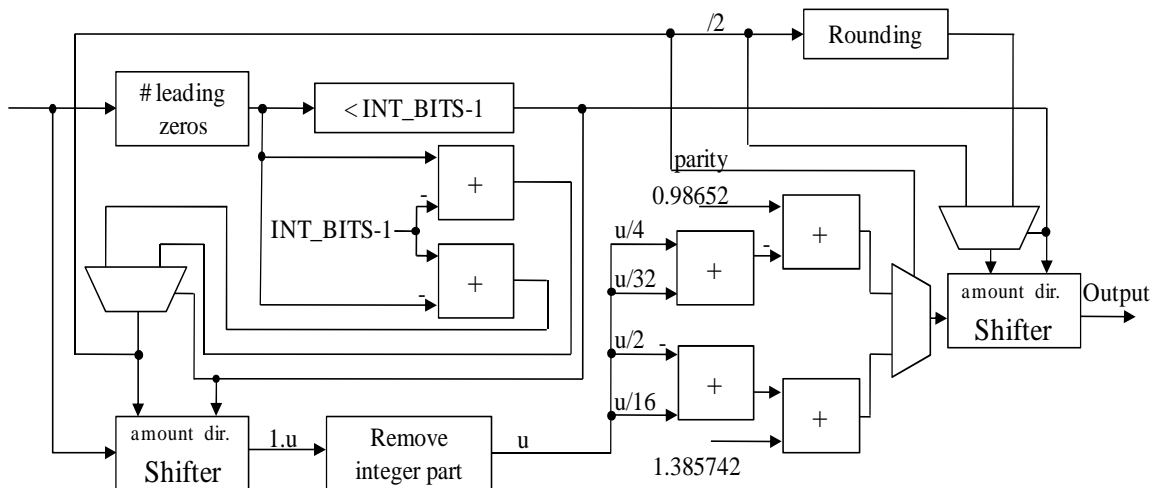 /2
Rounding
# leading
zeros
< INT_BITS-1
+
-
parity
0.98652
INT_BITS-1
+
-
u/4
+
-
+
u/32
amount dir.
Shifter
Output
u/2
-
+
u/16
+
1.385742
amount dir.
Shifter
1.u
Remove
integer part
u